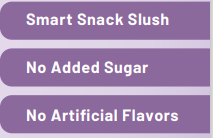 Smart Snack Slush
No Added Sugar
No Artificial Flavors